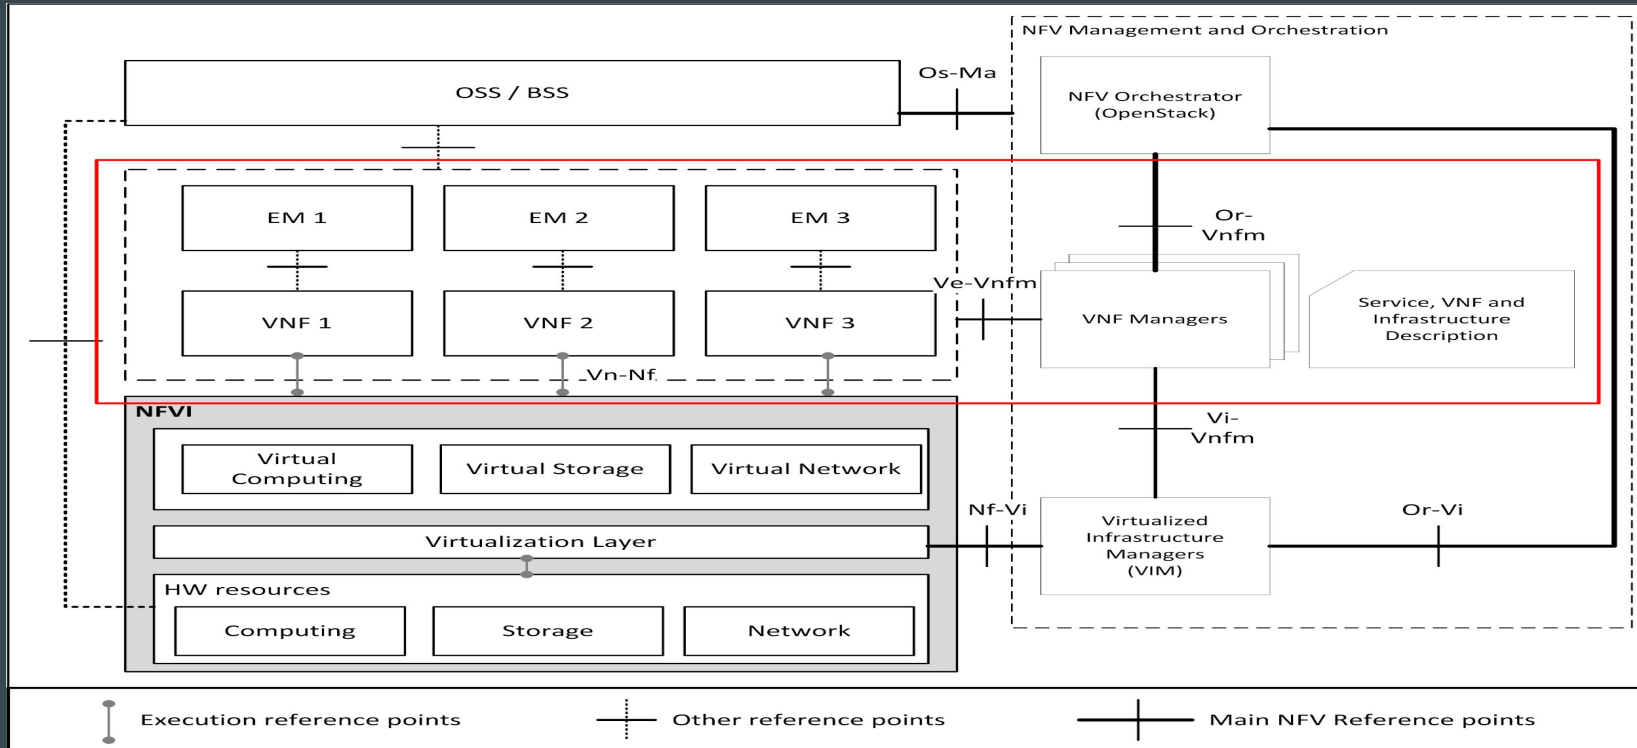 NFV Management and Orchestration
OSS / BSS
Os-Ma
NFV Orchestrator
(OpenStack)
EM 1
EM 2
EM 3
Or-
Vnfm
Ve-Vnfm
VNF 1
VNF 2
VNF 3
VNF Managers
Service, VNF and
Infrastructure
Description
Vn-Nf
NFVI
Vi-
Vnfm
Virtual
Computing
Virtual Storage
Virtual Network
Nf-Vi
Or-Vi
Virtualization Layer
Virtualized
Infrastructure
Managers
(VIM)
HW resources
Computing
Storage
Network
Execution reference points
Other reference points
Main NFV Reference points